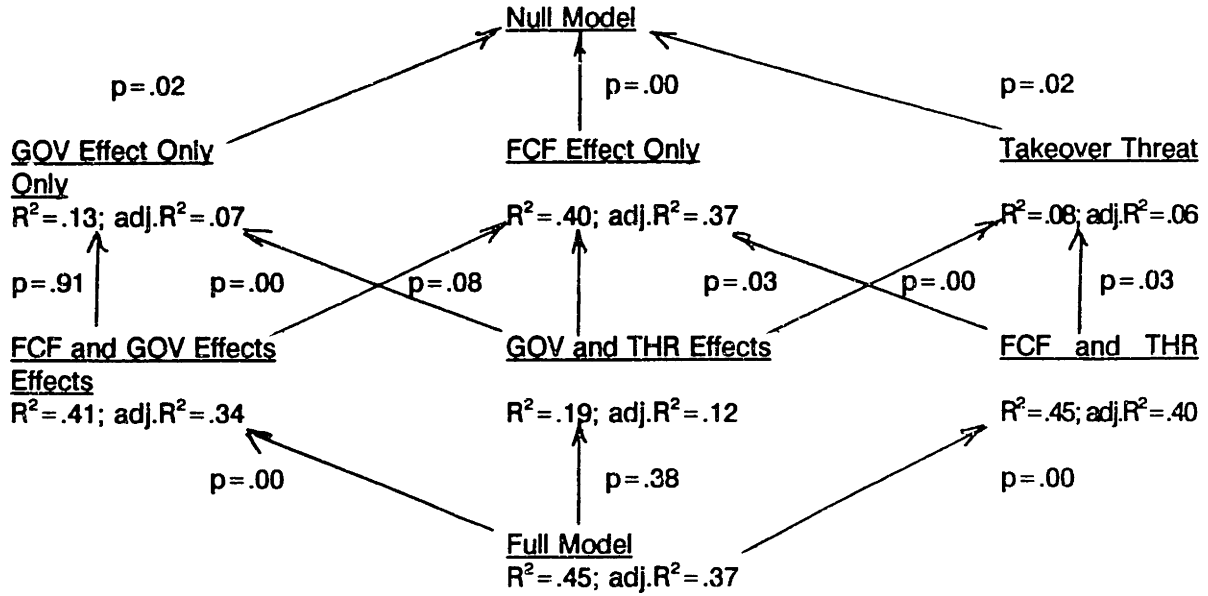 Null Model
p=.02 p=.00 p=.02
GOV Effect Only FCF Effect Only Takeover Threat
Only
R²=.13; adj.R²=.07 R²=.40; adj.R²=.37 R²=.08; adj.R²=.06
p=.91 p=.00 p=.08 p=.03 p=.00 p=.03
FCF and GOV Effects GOV and THR Effects FCF and THR
Effects
R²=.41; adj.R²=.34 R²=.19; adj.R²=.12 R²=.45; adj.R²=.40
p=.00 p=.38 p=.00
Full Model
R²=.45; adj.R²=.37